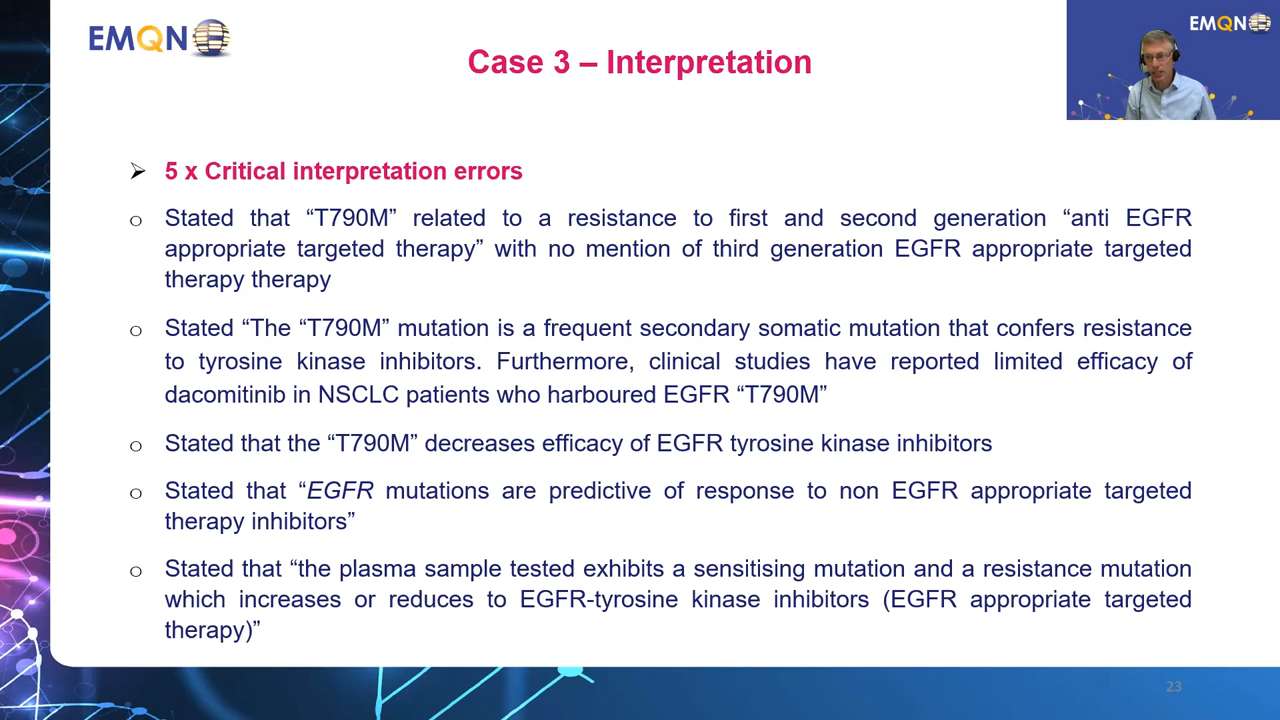 EMQN
EMQN
Case 3 – Interpretation
➢ 5 x Critical interpretation errors
o Stated that “T790M” related to a resistance to first and second generation “anti EGFR
appropriate targeted therapy” with no mention of third generation EGFR appropriate targeted
therapy therapy
o Stated “The “T790M” mutation is a frequent secondary somatic mutation that confers resistance
to tyrosine kinase inhibitors. Furthermore, clinical studies have reported limited efficacy of
dacomitinib in NSCLC patients who harboured EGFR “T790M”
o Stated that the “T790M” decreases efficacy of EGFR tyrosine kinase inhibitors
o Stated that “EGFR mutations are predictive of response to non EGFR appropriate targeted
therapy inhibitors”
o Stated that “the plasma sample tested exhibits a sensitising mutation and a resistance mutation
which increases or reduces to EGFR-tyrosine kinase inhibitors (EGFR appropriate targeted
therapy)”
23